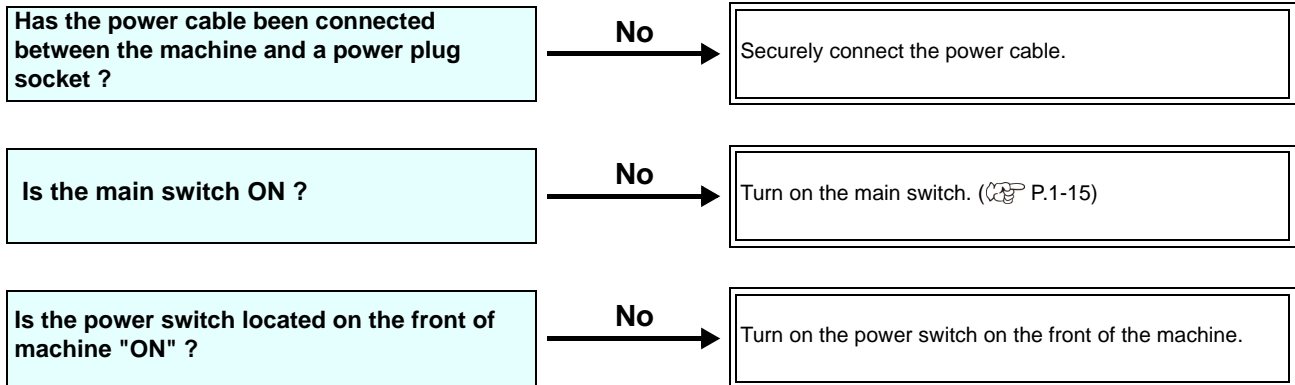 Has the power cable been connected
between the machine and a power plug
socket ?
No
Securely connect the power cable.
Is the main switch ON ?
No
Turn on the main switch. ( P.1-15)
Is the power switch located on the front of
machine "ON" ?
No
Turn on the power switch on the front of the machine.